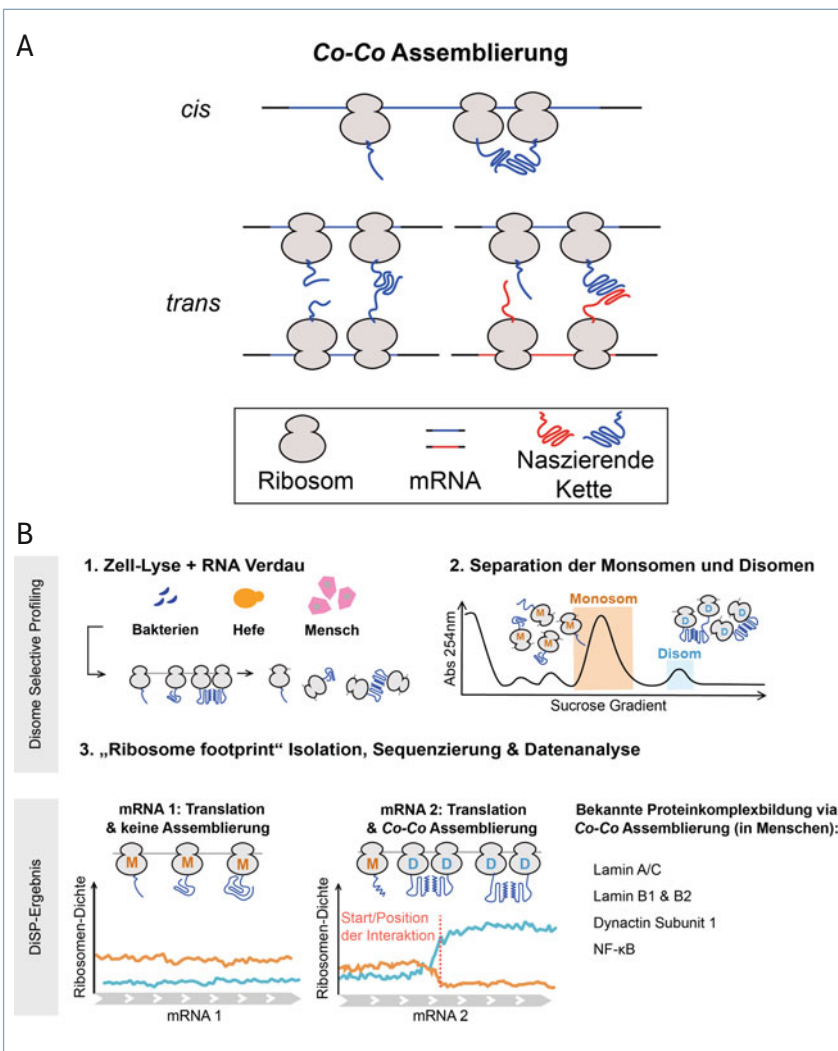 A
Co-Co Assemblierung
cis
trans
Ribosom
mRNA
Naszierende
Kette
B
Disome Selective Profiling
1. Zell-Lyse + RNA Verdau
Bakterien
Hefe
Mensch
2. Separation der Monsomen und Disomen
Abs 254nm
Monosom
Disom
M
M
M
M
D
D
D
D
Sucrose Gradient
3. „Ribosome footprint“ Isolation, Sequenzierung & Datenanalyse
DiSP-Ergebnis
mRNA 1: Translation
& keine Assemblierung
M
M
M
Ribosomen-Dichte
mRNA 1
mRNA 2: Translation
& Co-Co Assemblierung
M
D
D
D
D
Start/Position
der Interaktion
Ribosomen-Dichte
mRNA 2
Bekannte Proteinkomplexbildung via
Co-Co Assemblierung (in Menschen):
Lamin A/C
Lamin B1 & B2
Dynactin Subunit 1
NF-κB